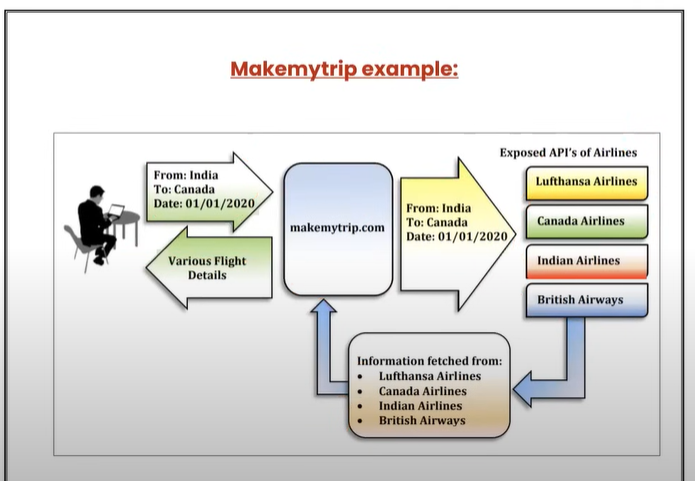 Makemytrip example:
Exposed API's of Airlines
From: India
To: Canada
Date: 01/01/2020
Various Flight
Details
makemytrip.com
From: India
To: Canada
Date: 01/01/2020
Lufthansa Airlines
Canada Airlines
Indian Airlines
British Airways
Information fetched from:
• Lufthansa Airlines
• Canada Airlines
• Indian Airlines
• British Airways